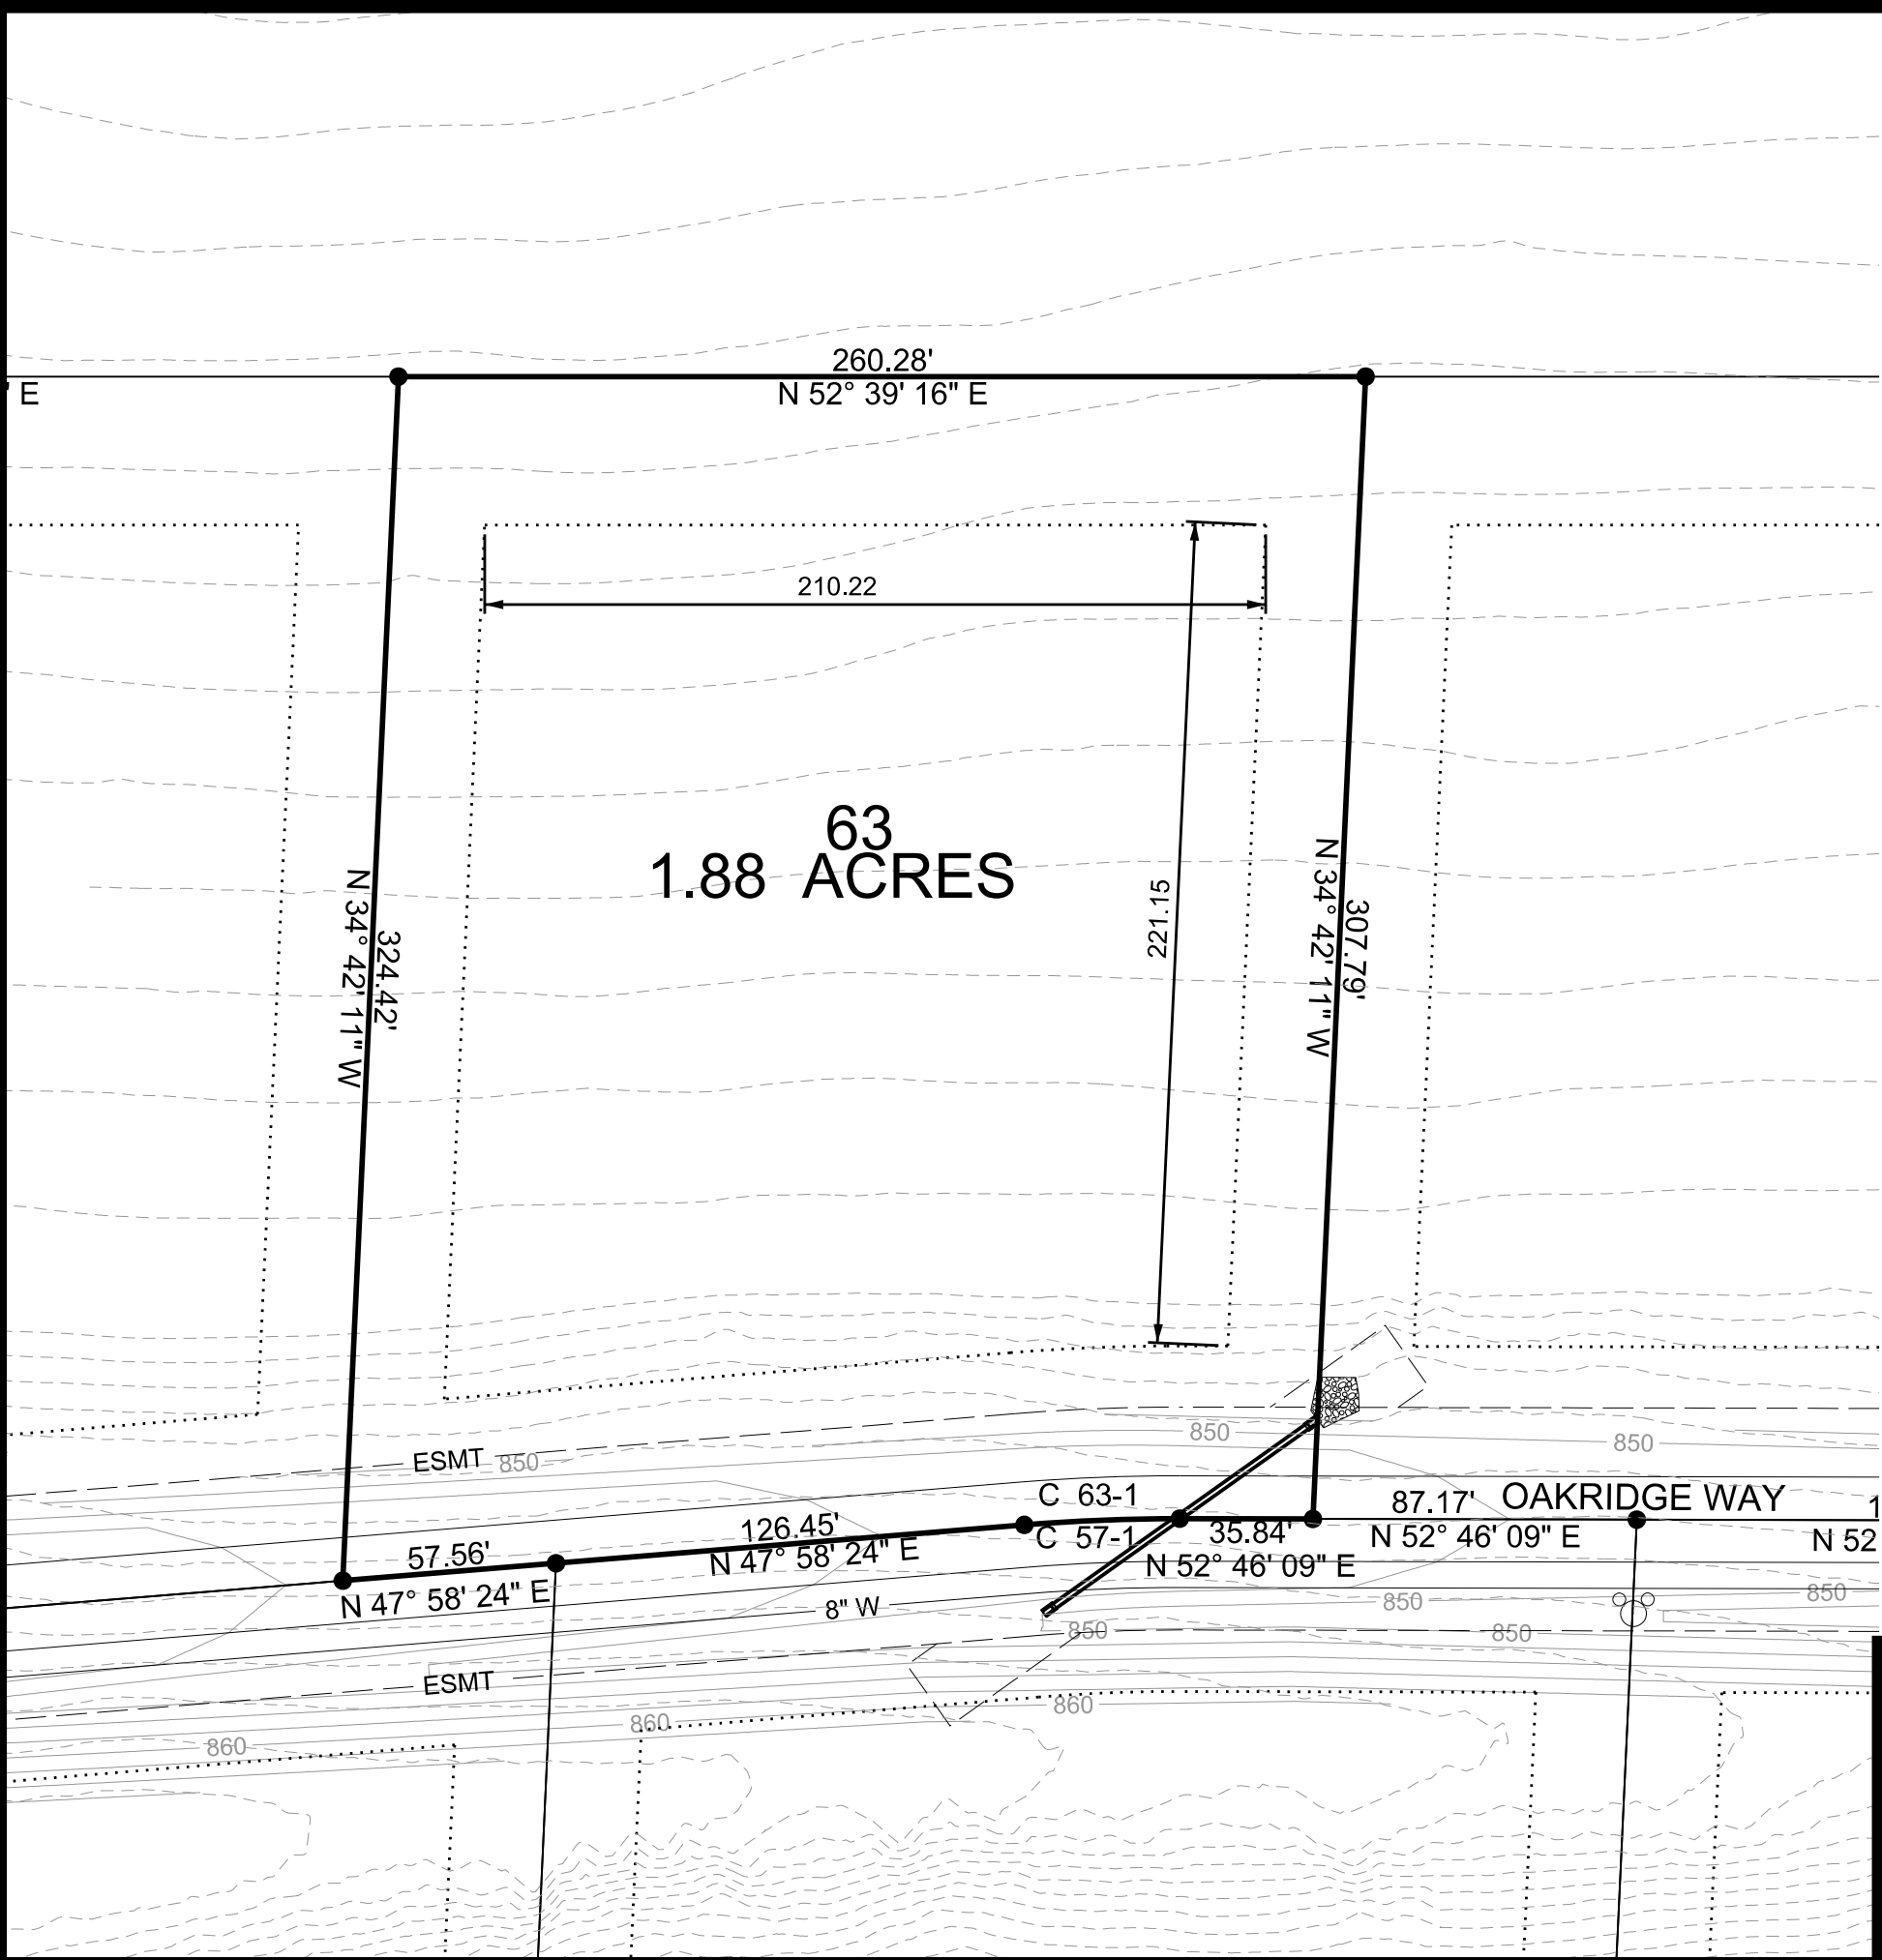 260.28'
' E
N 52° 39' 16" E
210.22
63
1.88 ACRES
N 34° 42' 11" W
324.42'
221.15
N 34° 42' 11" W
307.79'
850
850
ESMT
850
C 63-1
87.17'
OAKRIDGE WAY
1
126.45'
C 57-1
35.84'
N 52° 46' 09" E
N 52
57.56'
N 47° 58' 24" E
N 52° 46' 09" E
N 47° 58' 24" E
8" W
850
850
850
850
ESMT
860
860
860